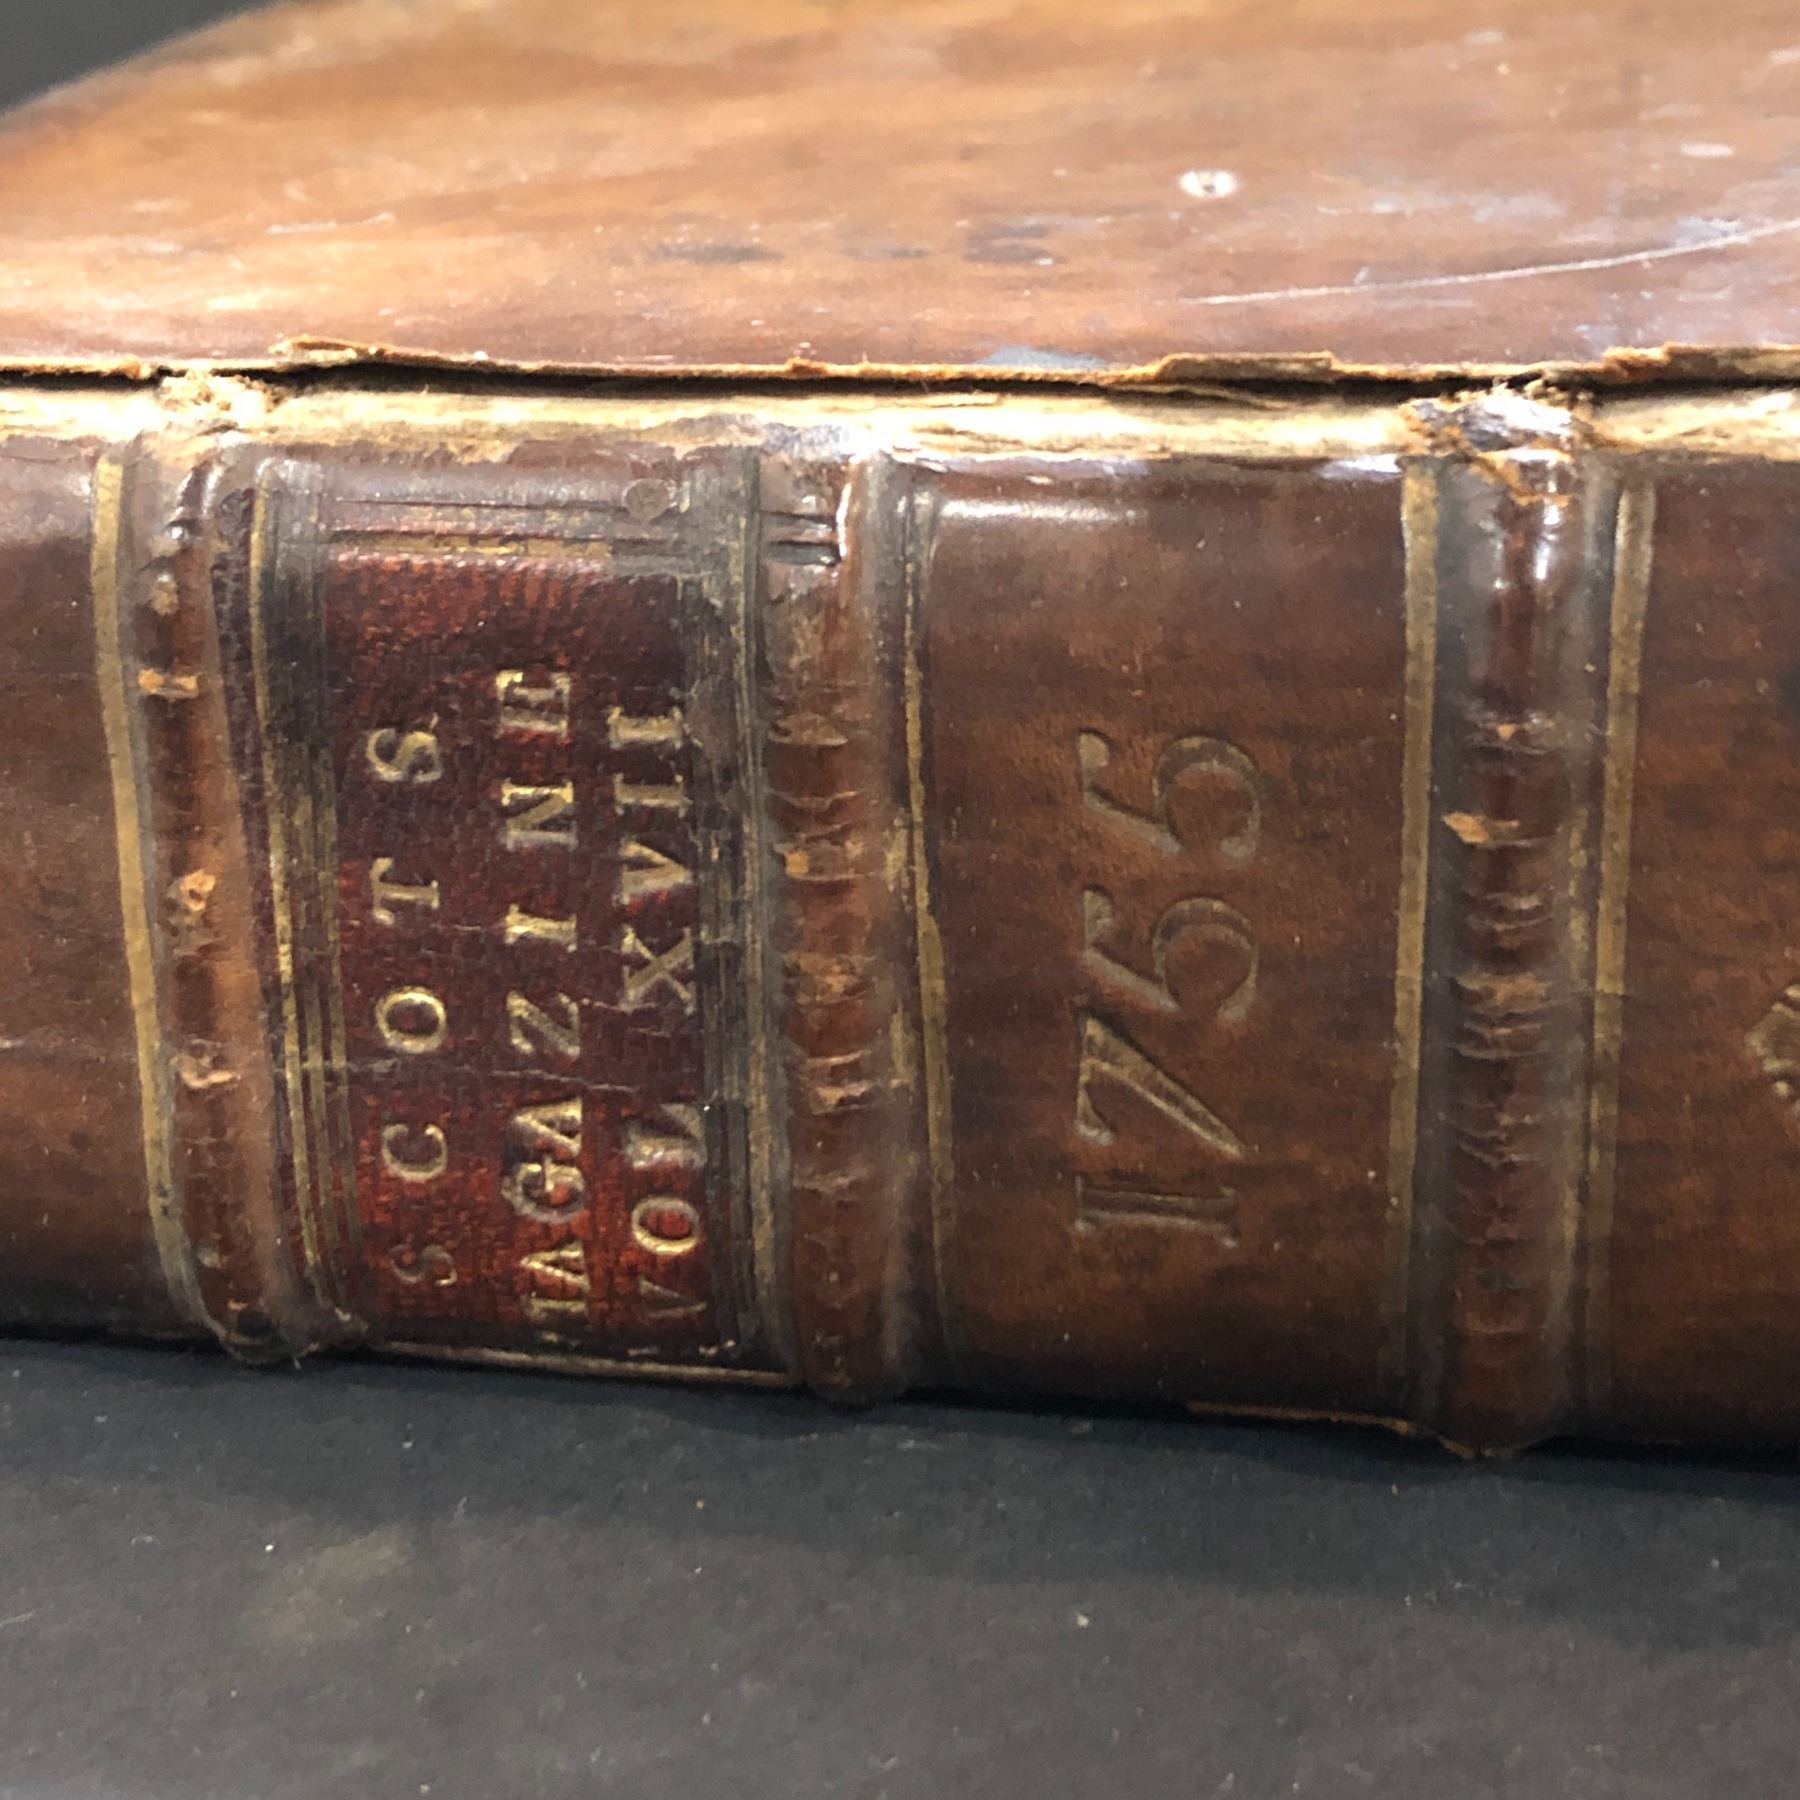 SCOTS
MAGAZINE
VOL XVII
1755